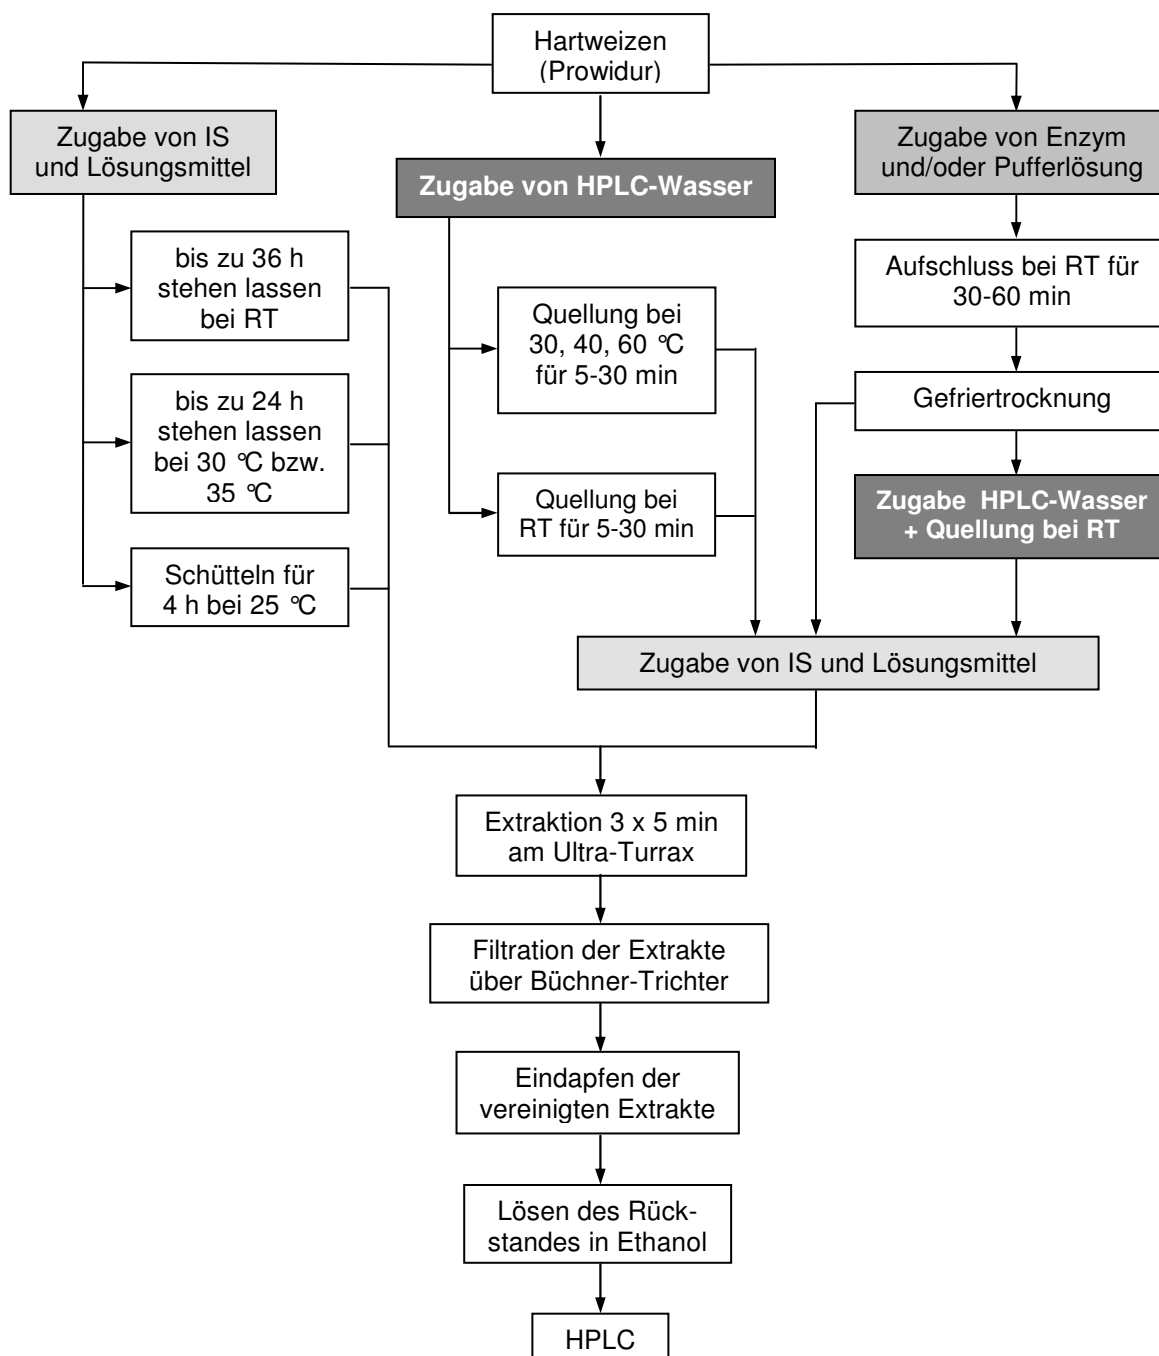 Hartweizen
(Prowidur)
Zugabe von IS
und Lösungsmittel
Zugabe von HPLC-Wasser
Zugabe von Enzym
und/oder Pufferlösung
bis zu 36 h
stehen lassen
bei RT
bis zu 24 h
stehen lassen
bei 30 °C bzw.
35 °C
Schütteln für
4 h bei 25 °C
Quellung bei
30, 40, 60 °C
für 5-30 min
Quellung bei
RT für 5-30 min
Aufschluss bei RT für
30-60 min
Gefriertrocknung
Zugabe HPLC-Wasser
+ Quellung bei RT
Zugabe von IS und Lösungsmittel
Extraktion 3 x 5 min
am Ultra-Turrax
Filtration der Extrakte
über Büchner-Trichter
Eindapfen der
vereinigten Extrakte
Lösen des Rück-
standes in Ethanol
HPLC